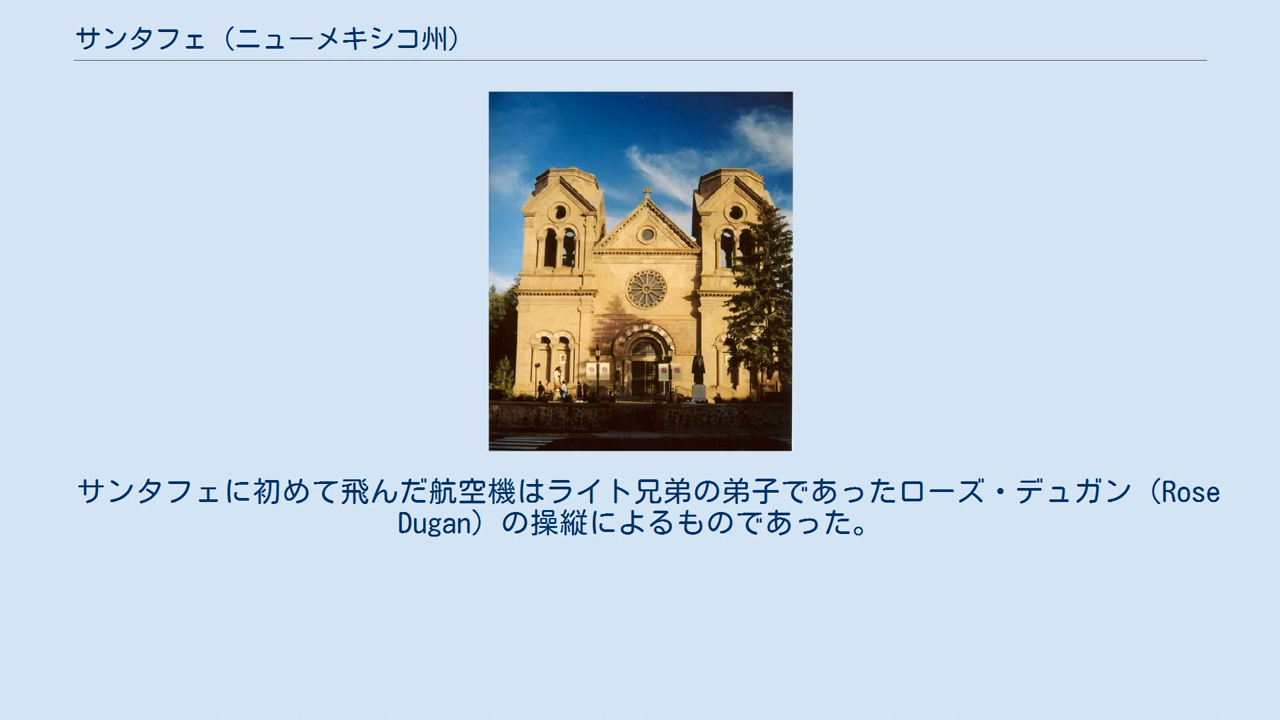 サンタフェ（ニューメキシコ州）
サンタフェに初めて飛んだ航空機はライト兄弟の弟子であったローズ・デュガン（Rose
Dugan）の操縦によるものであった。